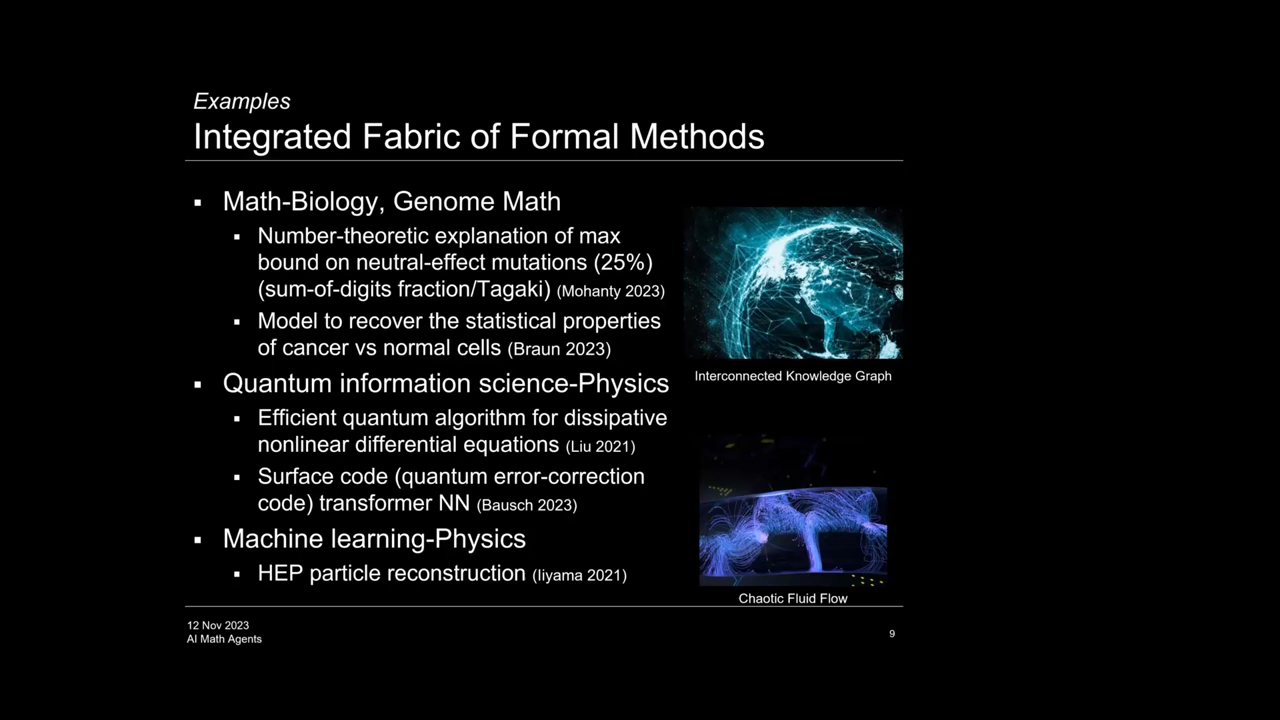 Examples
Integrated Fabric of Formal Methods
▪ Math-Biology, Genome Math
▪ Number-theoretic explanation of max
bound on neutral-effect mutations (25%)
(sum-of-digits fraction/Tagaki) (Mohanty 2023)
▪ Model to recover the statistical properties
of cancer vs normal cells (Braun 2023)
▪ Quantum information science-Physics
▪ Efficient quantum algorithm for dissipative
nonlinear differential equations (Liu 2021)
▪ Surface code (quantum error-correction
code) transformer NN (Bausch 2023)
▪ Machine learning-Physics
▪ HEP particle reconstruction (Iiyama 2021)
Interconnected Knowledge Graph
Chaotic Fluid Flow
12 Nov 2023
AI Math Agents
9